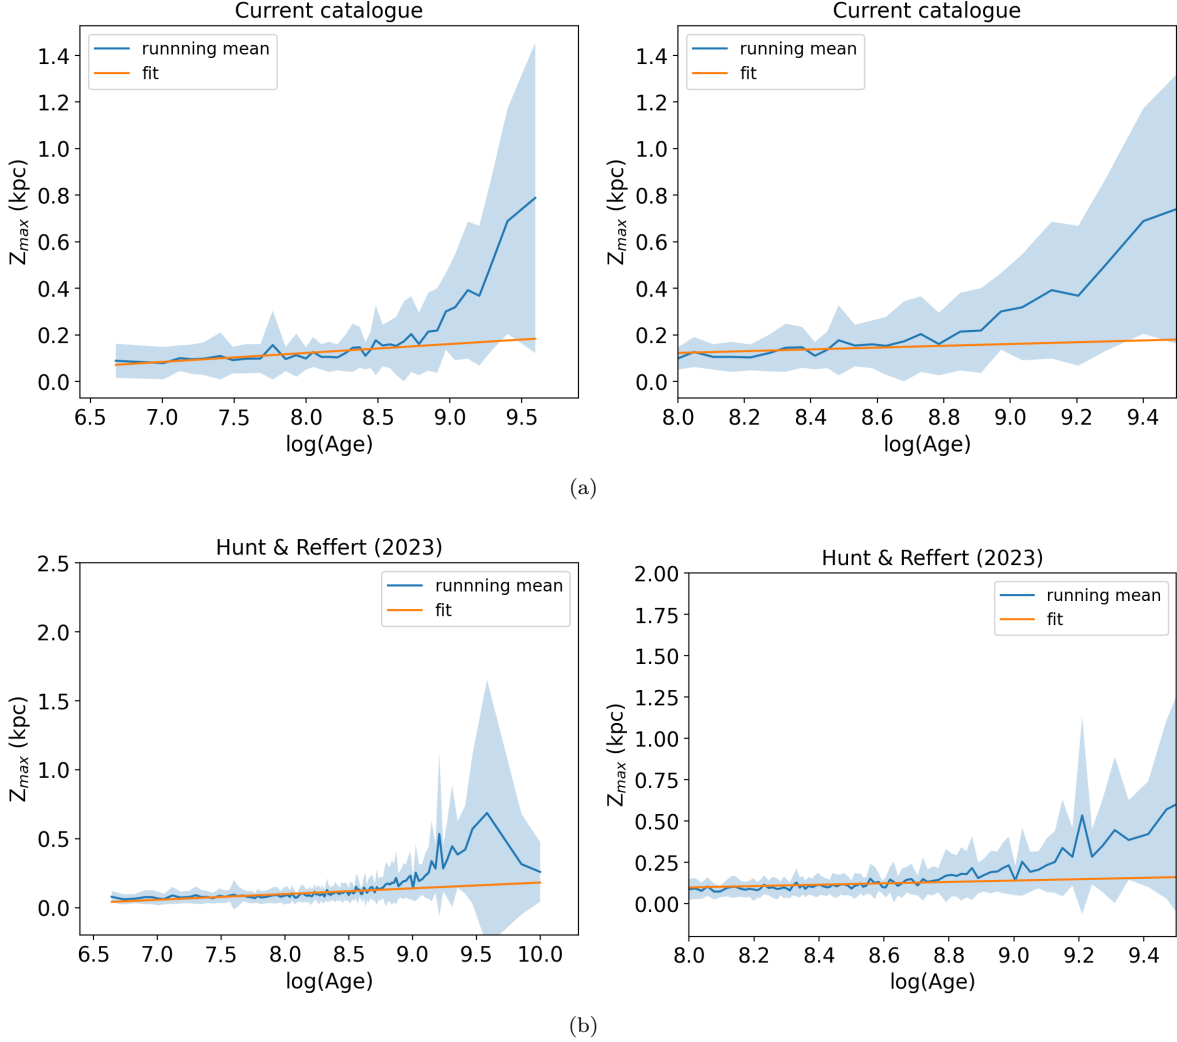 Current catalogue
runnning mean
fit
1.4
1.2
1.0
0.8
0.6
0.4
0.2
0.0
Z_max (kpc)
6.5 7.0 7.5 8.0 8.5 9.0 9.5
log(Age)
Current catalogue
running mean
fit
1.4
1.2
1.0
0.8
0.6
0.4
0.2
0.0
Z_max (kpc)
8.0 8.2 8.4 8.6 8.8 9.0 9.2 9.4
log(Age)
(a)
Hunt & Reffert (2023)
runnning mean
fit
2.5
2.0
1.5
1.0
0.5
0.0
Z_max (kpc)
6.5 7.0 7.5 8.0 8.5 9.0 9.5 10.0
log(Age)
Hunt & Reffert (2023)
running mean
fit
2.00
1.75
1.50
1.25
1.00
0.75
0.50
0.25
0.00
Z_max (kpc)
8.0 8.2 8.4 8.6 8.8 9.0 9.2 9.4
log(Age)
(b)